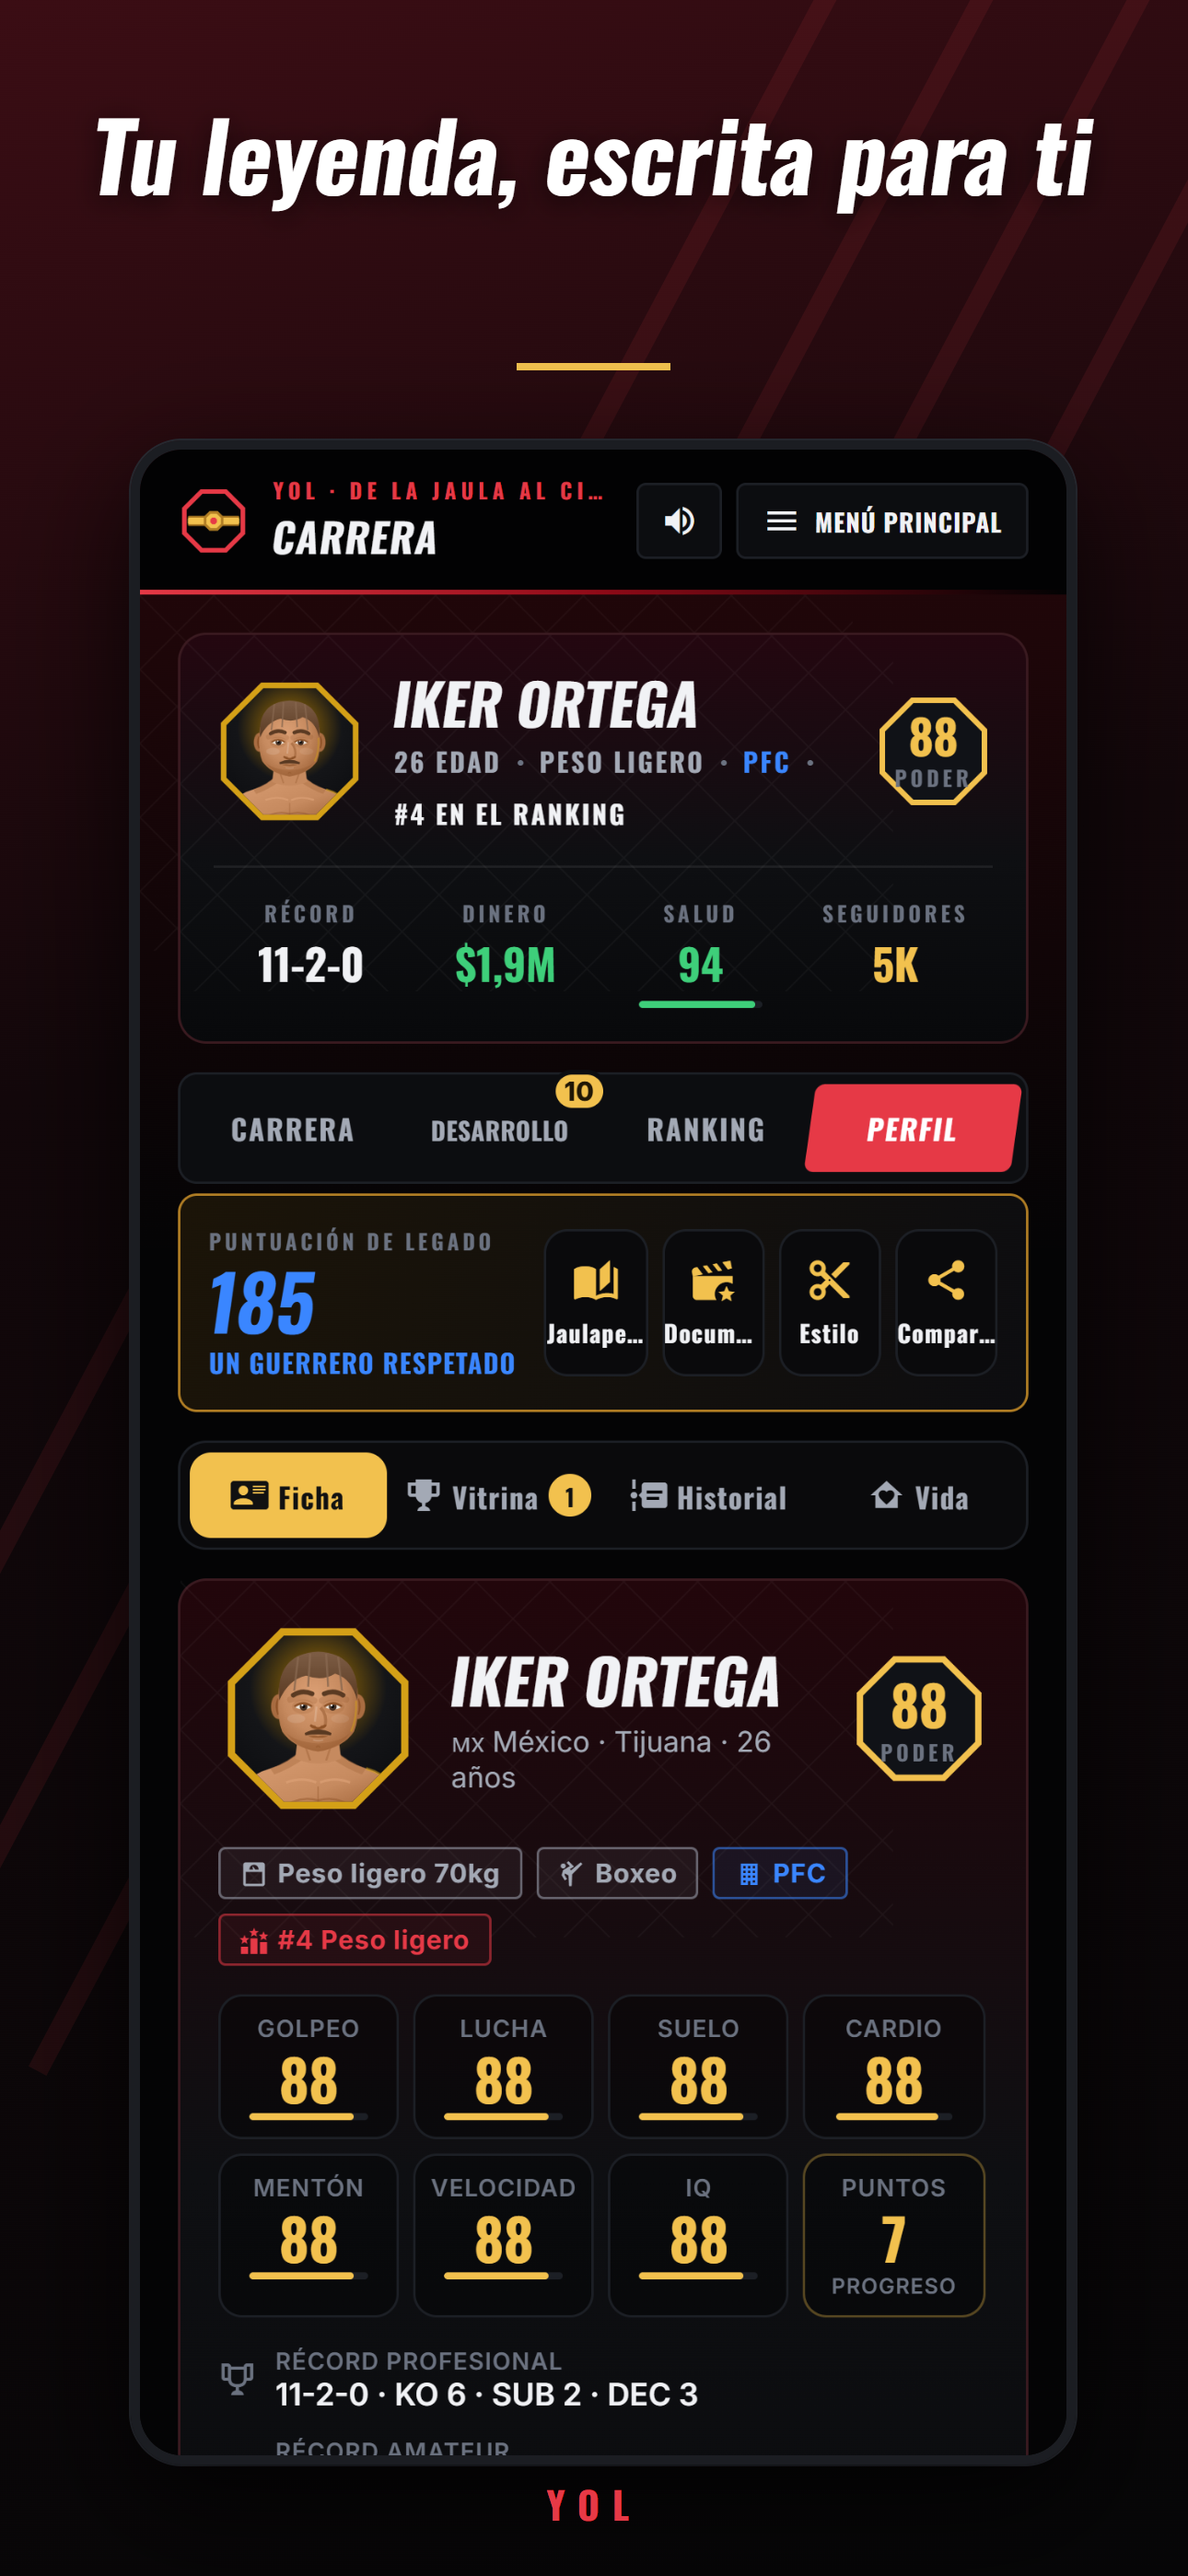 Tu leyenda, escrita para ti
YOL · DE LA JAULA AL CI...
CARRERA
MENÚ PRINCIPAL
IKER ORTEGA
26 EDAD · PESO LIGERO · PFC ·
#4 EN EL RANKING
88
PODER
RÉCORD DINERO SALUD SEGUIDORES
11-2-0 $1,9M 94 5K
10
CARRERA DESARROLLO RANKING PERFIL
PUNTUACIÓN DE LEGADO
185
UN GUERRERO RESPETADO
Jaulape... Docum... Estilo Compar...
Ficha Vitrina 1 Historial Vida
IKER ORTEGA
MX México · Tijuana · 26
años
88
PODER
Peso ligero 70kg Boxeo PFC
#4 Peso ligero
GOLPEO LUCHA SUELO CARDIO
88 88 88 88
MENTÓN VELOCIDAD IQ PUNTOS
88 88 88 7
PROGRESO
RÉCORD PROFESIONAL
11-2-0 · KO 6 · SUB 2 · DEC 3
RÉCORD AMATEUR
YOL